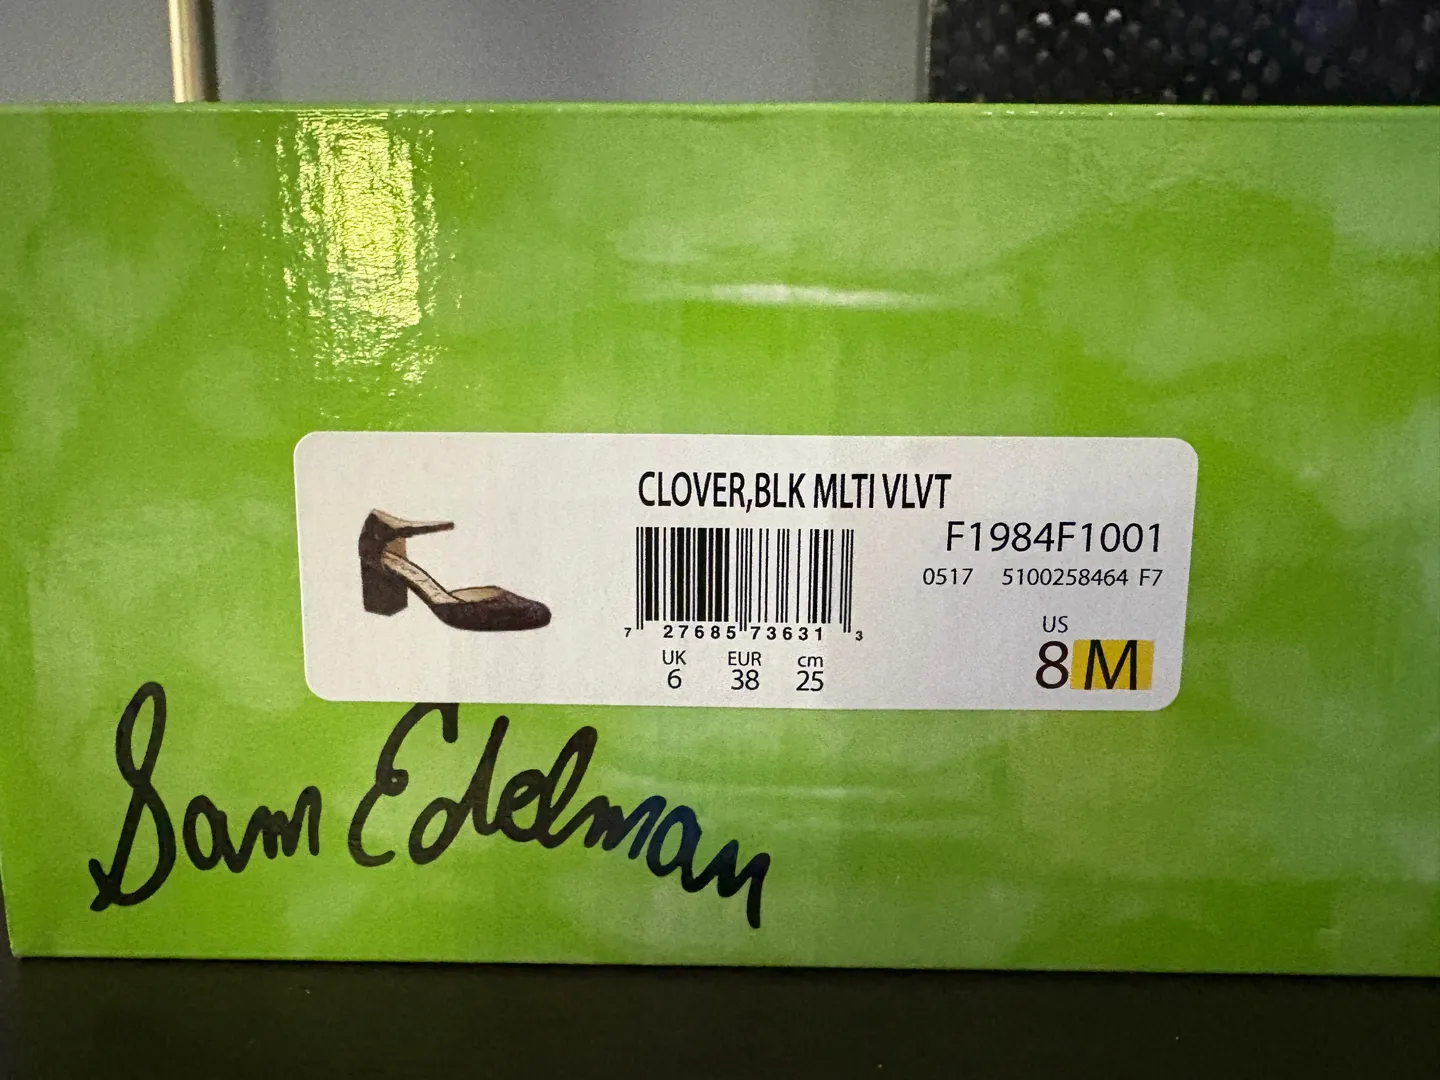 CLOVER,BLK MLTI VLVT
F1984F1001
0517 5100258464 F7
7 27685 73631 3
UK EUR cm
6 38 25
US
8 M
Sam Edelman